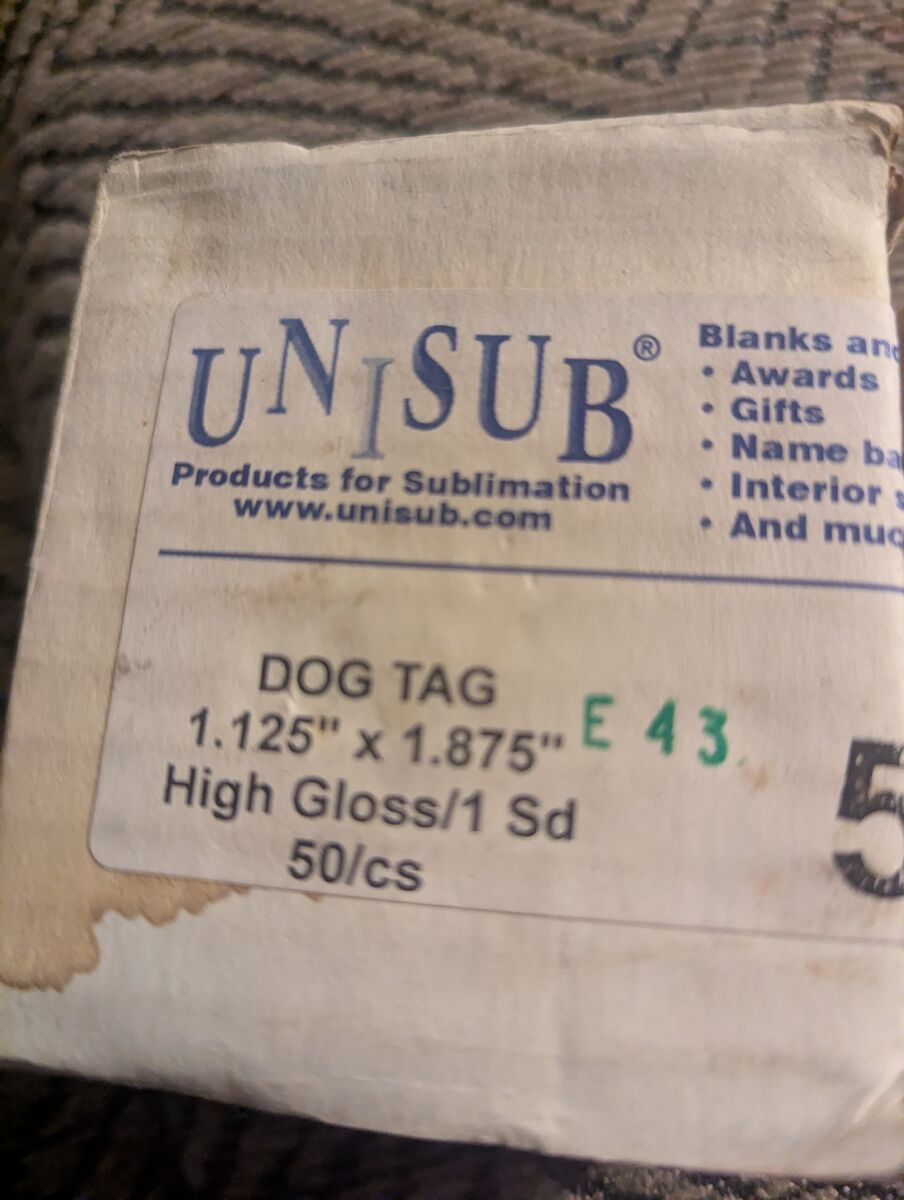 UNISUB®
Products for Sublimation
www.unisub.com
Blanks
• Awards
• Gifts
• Name
• Interior
• And
DOG TAG
1.125" x 1.875"
High Gloss/1 Sd
50/cs
E 43
5